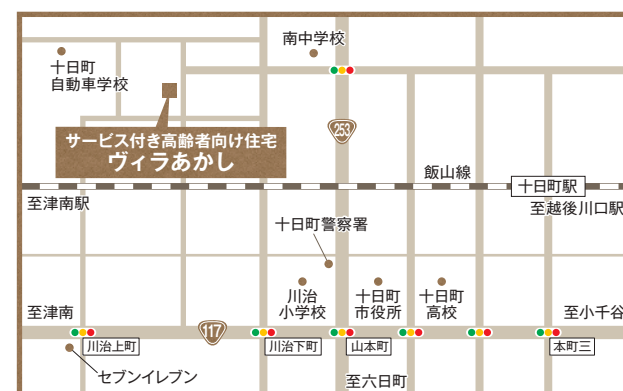 南中学校
十日町
自動車学校
サービス付き高齢者向け住宅
ヴィラあかし
253
飯山線
十日町駅
至津南駅
至越後川口駅
十日町警察署
川治
小学校
十日町
市役所
十日町
高校
至津南
117
至小千谷
川治上町
川治下町
山本町
本町三
セブンイレブン
至六日町